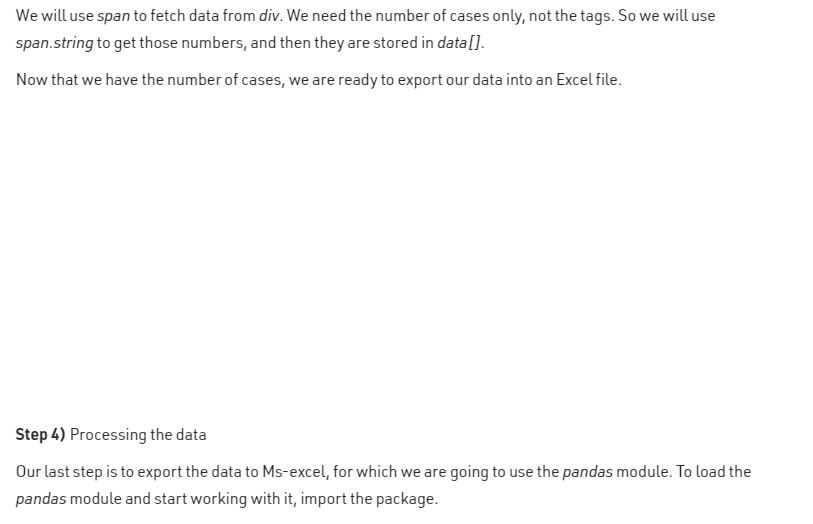 We will use span to fetch data from div. We need the number of cases only, not the tags. So we will use
span.string to get those numbers, and then they are stored in data[].
Now that we have the number of cases, we are ready to export our data into an Excel file.
Step 4) Processing the data
Our last step is to export the data to Ms-excel, for which we are going to use the pandas module. To load the
pandas module and start working with it, import the package.